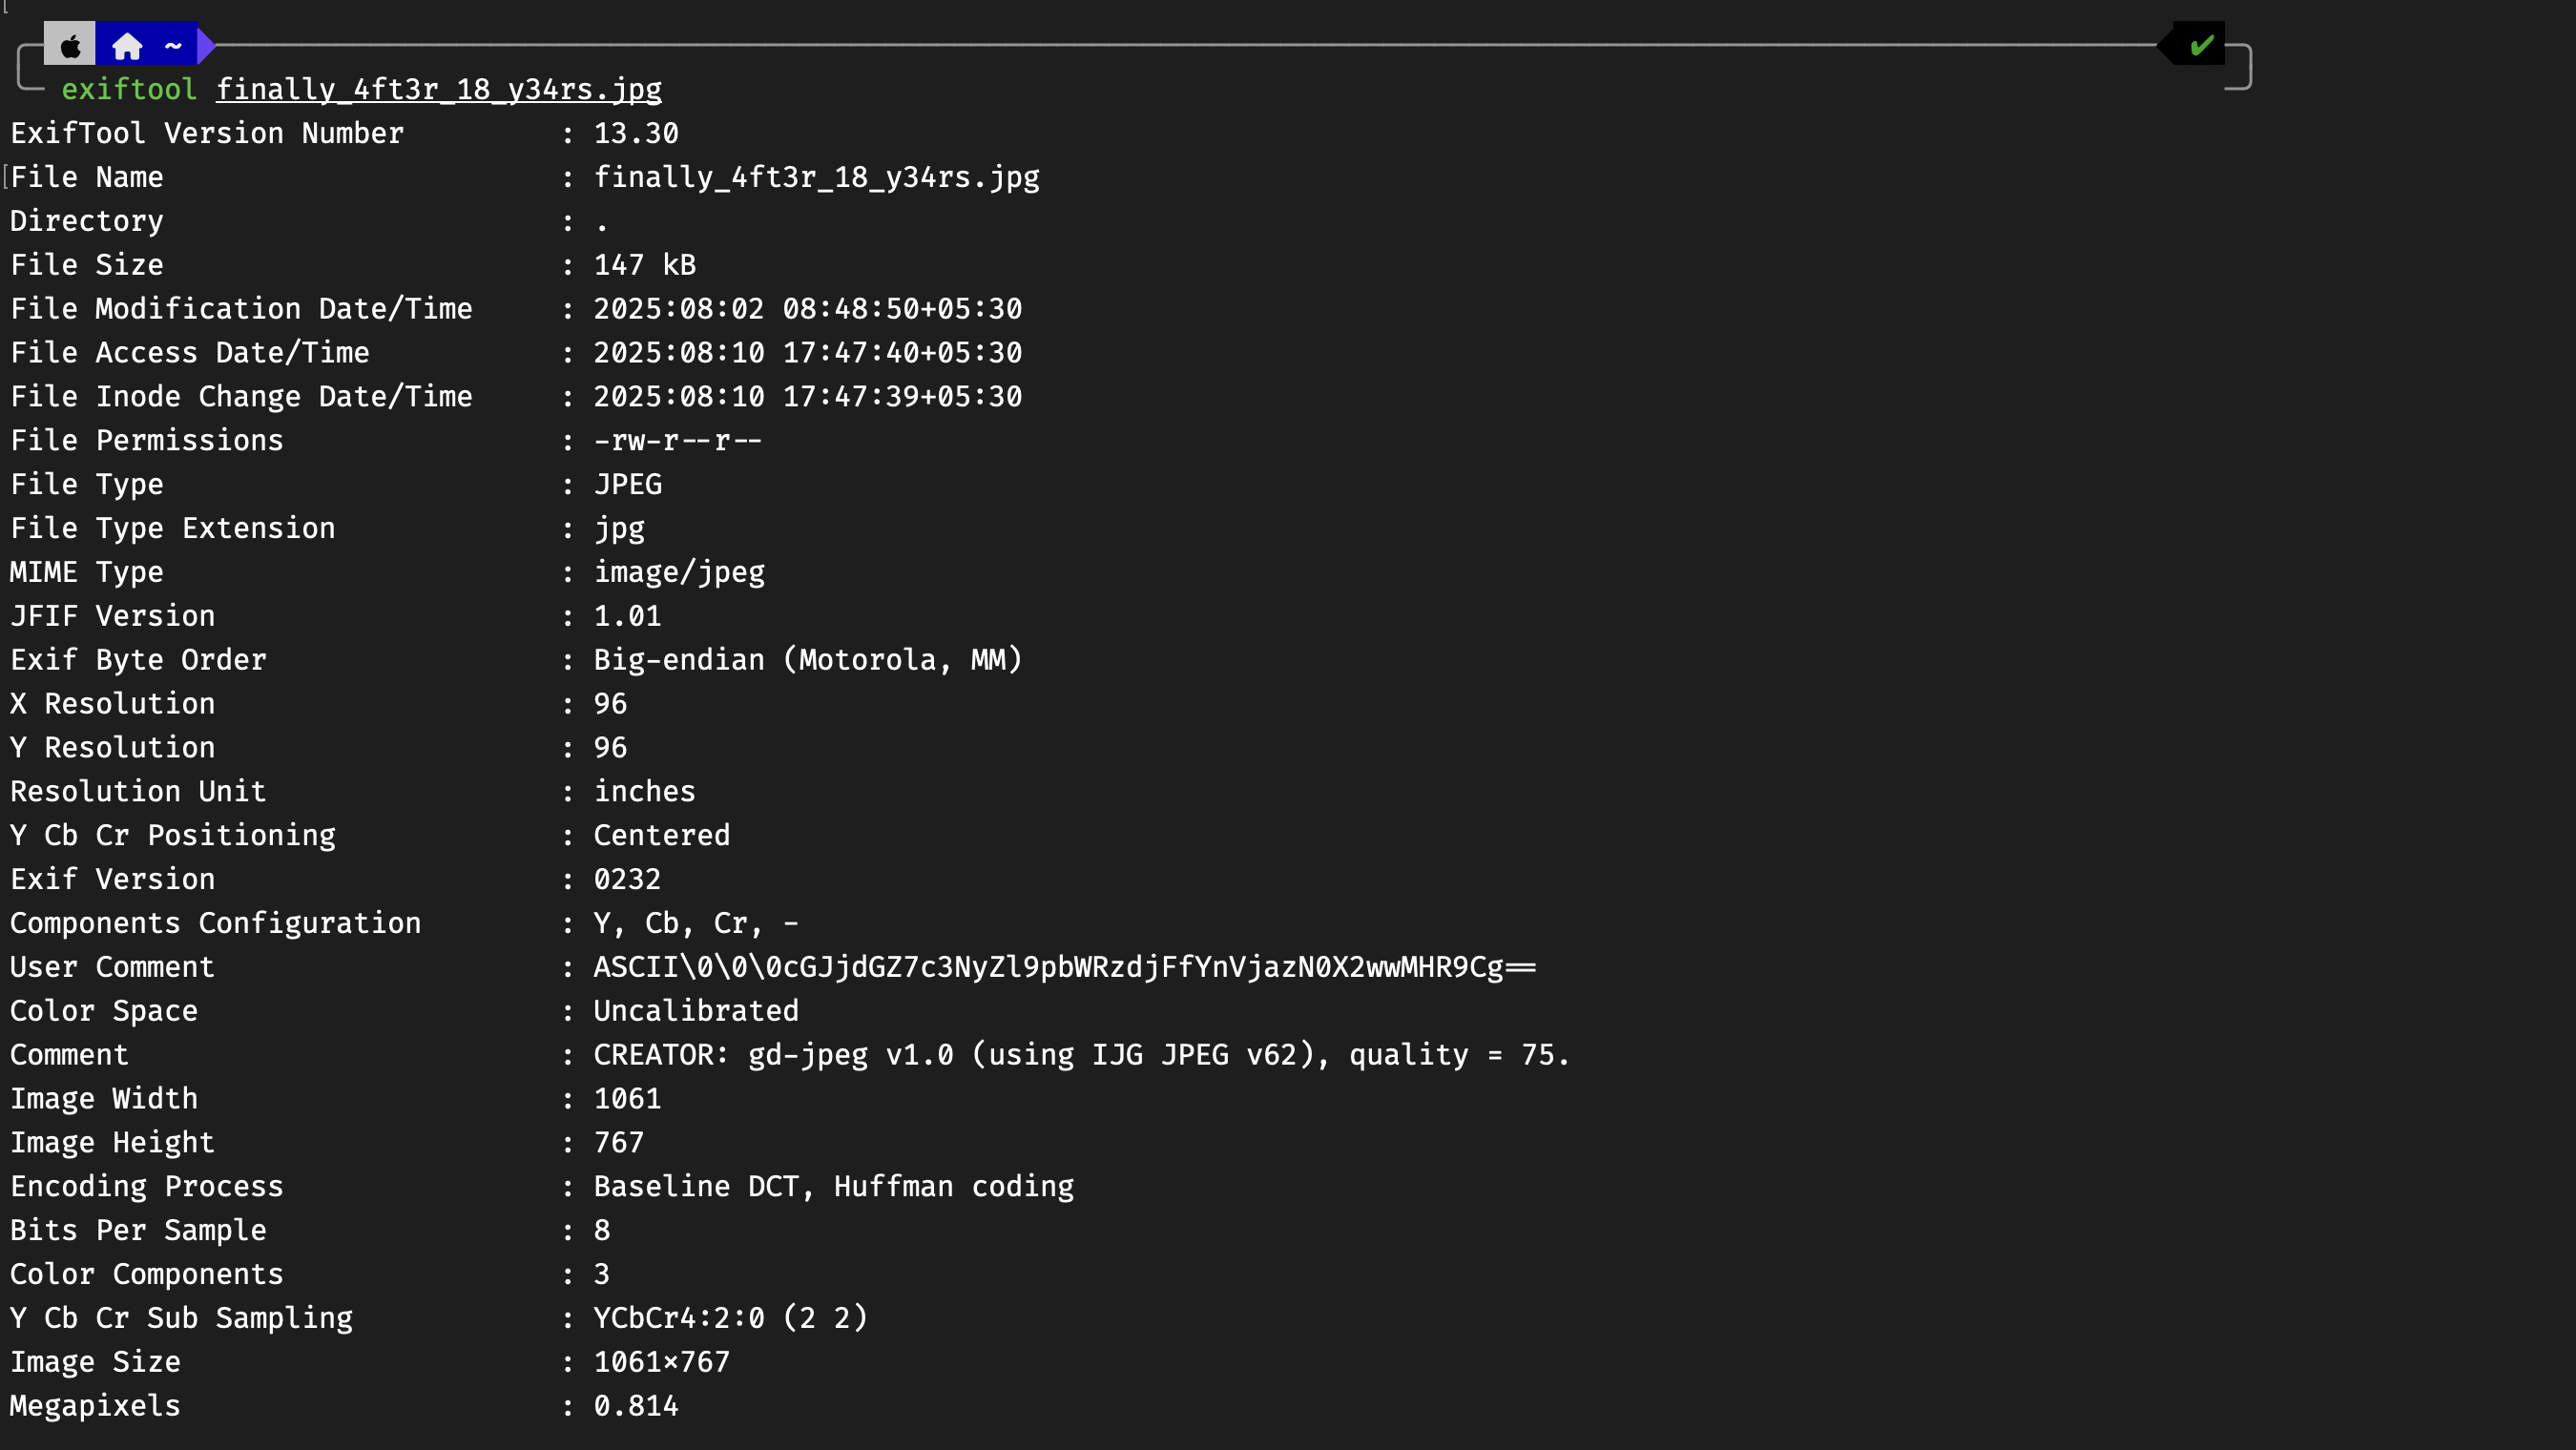 ~
exiftool finally_4ft3r_18_y34rs.jpg
ExifTool Version Number : 13.30
File Name : finally_4ft3r_18_y34rs.jpg
Directory : .
File Size : 147 kB
File Modification Date/Time : 2025:08:02 08:48:50+05:30
File Access Date/Time : 2025:08:10 17:47:40+05:30
File Inode Change Date/Time : 2025:08:10 17:47:39+05:30
File Permissions : -rw-r--r--
File Type : JPEG
File Type Extension : jpg
MIME Type : image/jpeg
JFIF Version : 1.01
Exif Byte Order : Big-endian (Motorola, MM)
X Resolution : 96
Y Resolution : 96
Resolution Unit : inches
Y Cb Cr Positioning : Centered
Exif Version : 0232
Components Configuration : Y, Cb, Cr, -
User Comment : ASCII\0\0\0cGJjdGZ7c3NyZl9pbWRzdjFfYnVjazN0X2wwMHR9Cg==
Color Space : Uncalibrated
Comment : CREATOR: gd-jpeg v1.0 (using IJG JPEG v62), quality = 75.
Image Width : 1061
Image Height : 767
Encoding Process : Baseline DCT, Huffman coding
Bits Per Sample : 8
Color Components : 3
Y Cb Cr Sub Sampling : YCbCr4:2:0 (2 2)
Image Size : 1061×767
Megapixels : 0.814